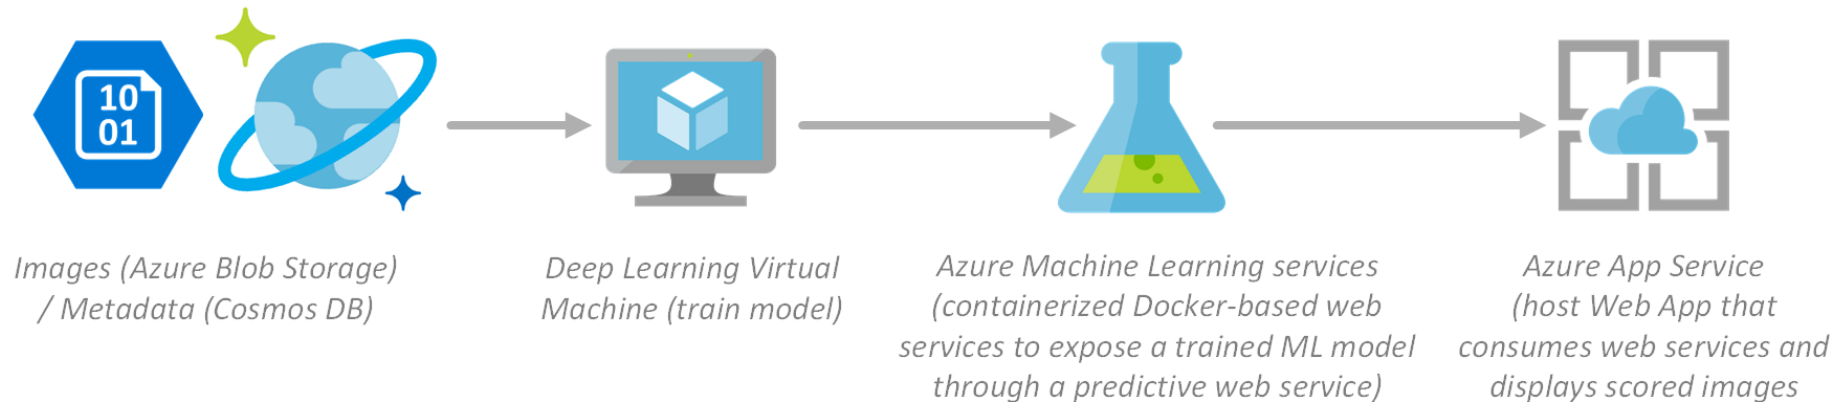 10
01
Images (Azure Blob Storage)
/ Metadata (Cosmos DB)
Deep Learning Virtual
Machine (train model)
Azure Machine Learning services
(containerized Docker-based web
services to expose a trained ML model
through a predictive web service)
Azure App Service
(host Web App that
consumes web services and
displays scored images